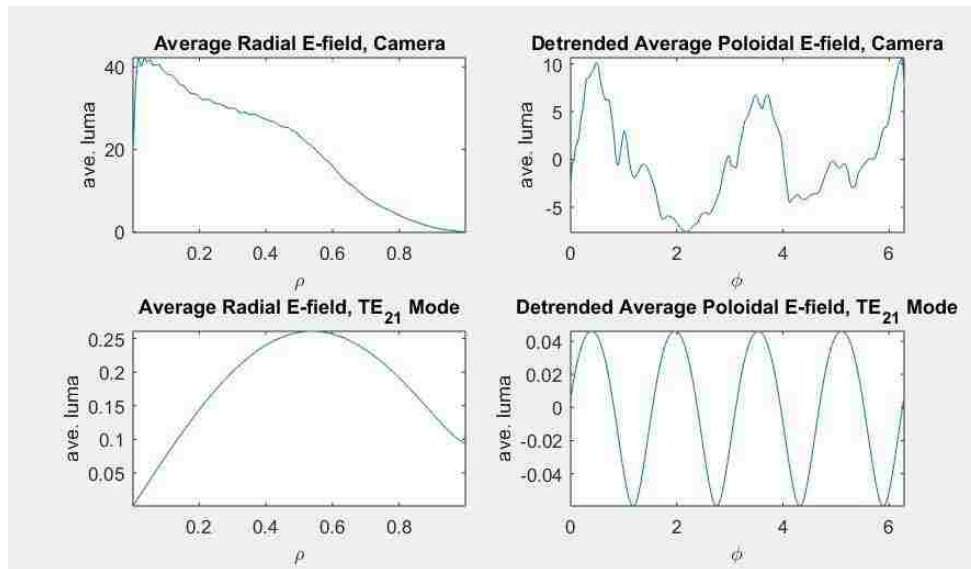 Average Radial E-field, Camera
40
20
0
ave. luma
0.2 0.4 0.6 0.8
ρ
Detrended Average Poloidal E-field, Camera
10
5
0
-5
ave. luma
0 2 4 6
ϕ
Average Radial E-field, TE21 Mode
0.25
0.2
0.15
0.1
0.05
ave. luma
0.2 0.4 0.6 0.8
ρ
Detrended Average Poloidal E-field, TE21 Mode
0.04
0.02
0
-0.02
-0.04
ave. luma
0 2 4 6
ϕ